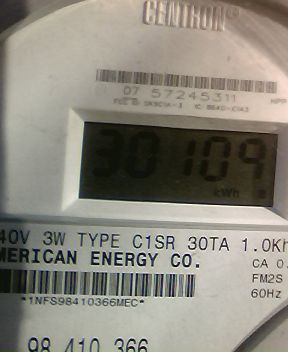 CENTRON®
07 57245311
HPP
30109
kWh
40V 3W TYPE C1SR 30TA 1.0Kh
MERICAN ENERGY CO.
CA 0.
*1NFS98410366MEC*
FM2S
60Hz
98 410 366